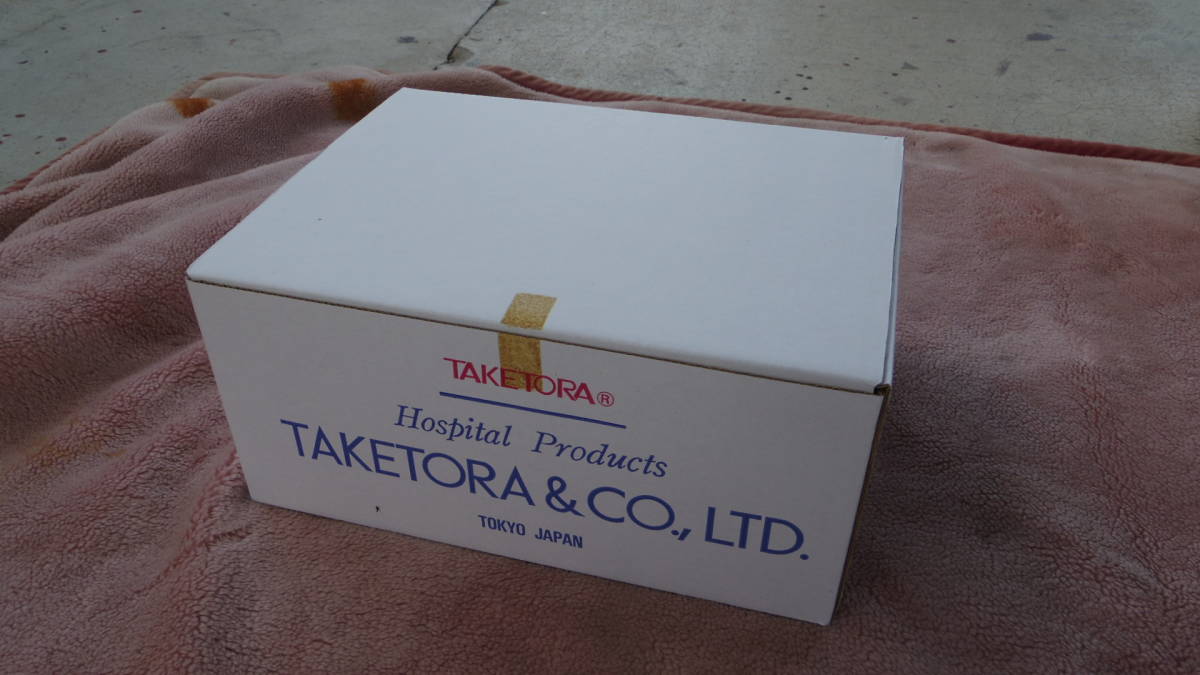 TAKETORA®
Hospital Products
TAKETORA & CO., LTD.
TOKYO JAPAN